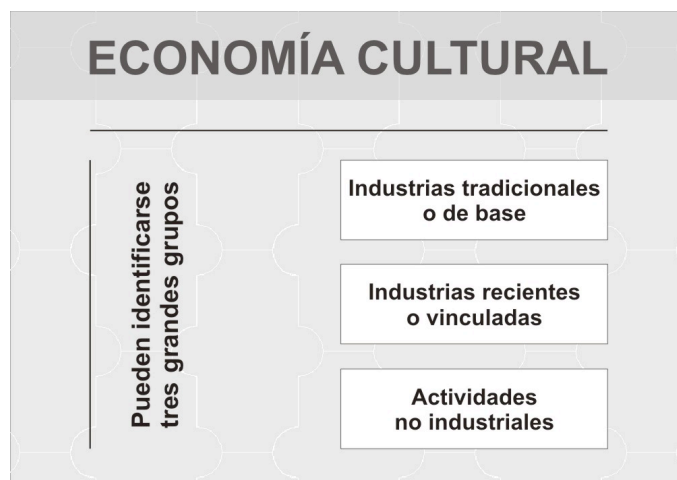 ECONOMÍA CULTURAL
Pueden identificarse
tres grandes grupos
Industrias tradicionales
o de base
Industrias recientes
o vinculadas
Actividades
no industriales